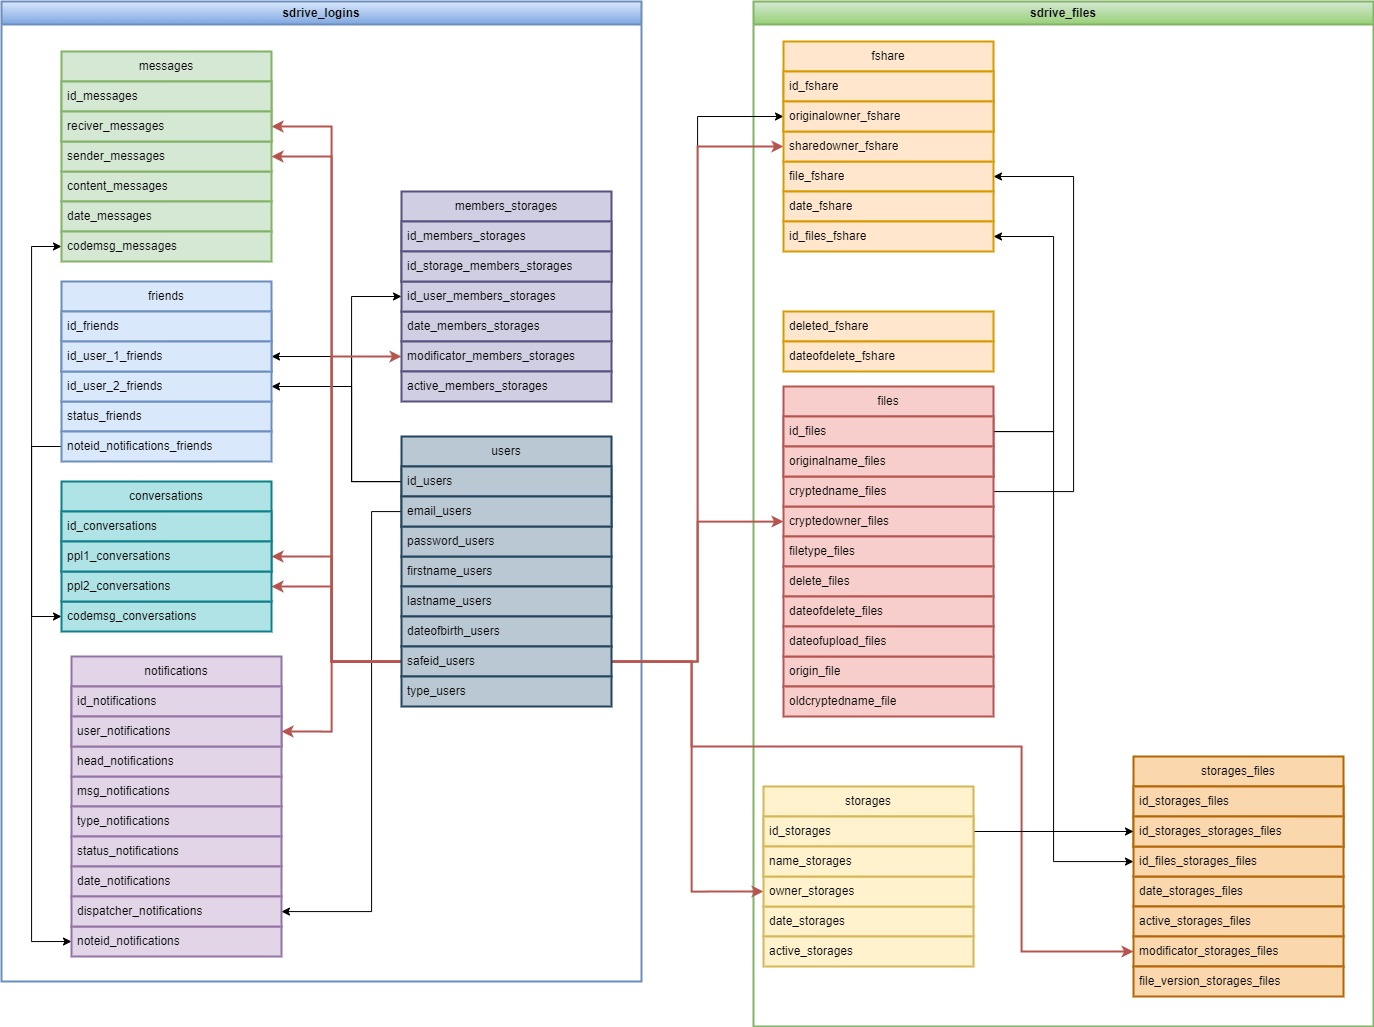 sdrive_logins
messages
id_messages
reciver_messages
sender_messages
content_messages
date_messages
codemsg_messages
friends
id_friends
id_user_1_friends
id_user_2_friends
status_friends
noteid_notifications_friends
conversations
id_conversations
ppl1_conversations
ppl2_conversations
codemsg_conversations
notifications
id_notifications
user_notifications
head_notifications
msg_notifications
type_notifications
status_notifications
date_notifications
dispatcher_notifications
noteid_notifications
members_storages
id_members_storages
id_storage_members_storages
id_user_members_storages
date_members_storages
modificator_members_storages
active_members_storages
users
id_users
email_users
password_users
firstname_users
lastname_users
dateofbirth_users
safeid_users
type_users
sdrive_files
fshare
id_fshare
originalowner_fshare
sharedowner_fshare
file_fshare
date_fshare
id_files_fshare
deleted_fshare
dateofdelete_fshare
files
id_files
originalname_files
cryptedname_files
cryptedowner_files
filetype_files
delete_files
dateofdelete_files
dateofupload_files
origin_file
oldcryptedname_file
storages
id_storages
name_storages
owner_storages
date_storages
active_storages
storages_files
id_storages_files
id_storages_storages_files
id_files_storages_files
date_storages_files
active_storages_files
modificator_storages_files
file_version_storages_files